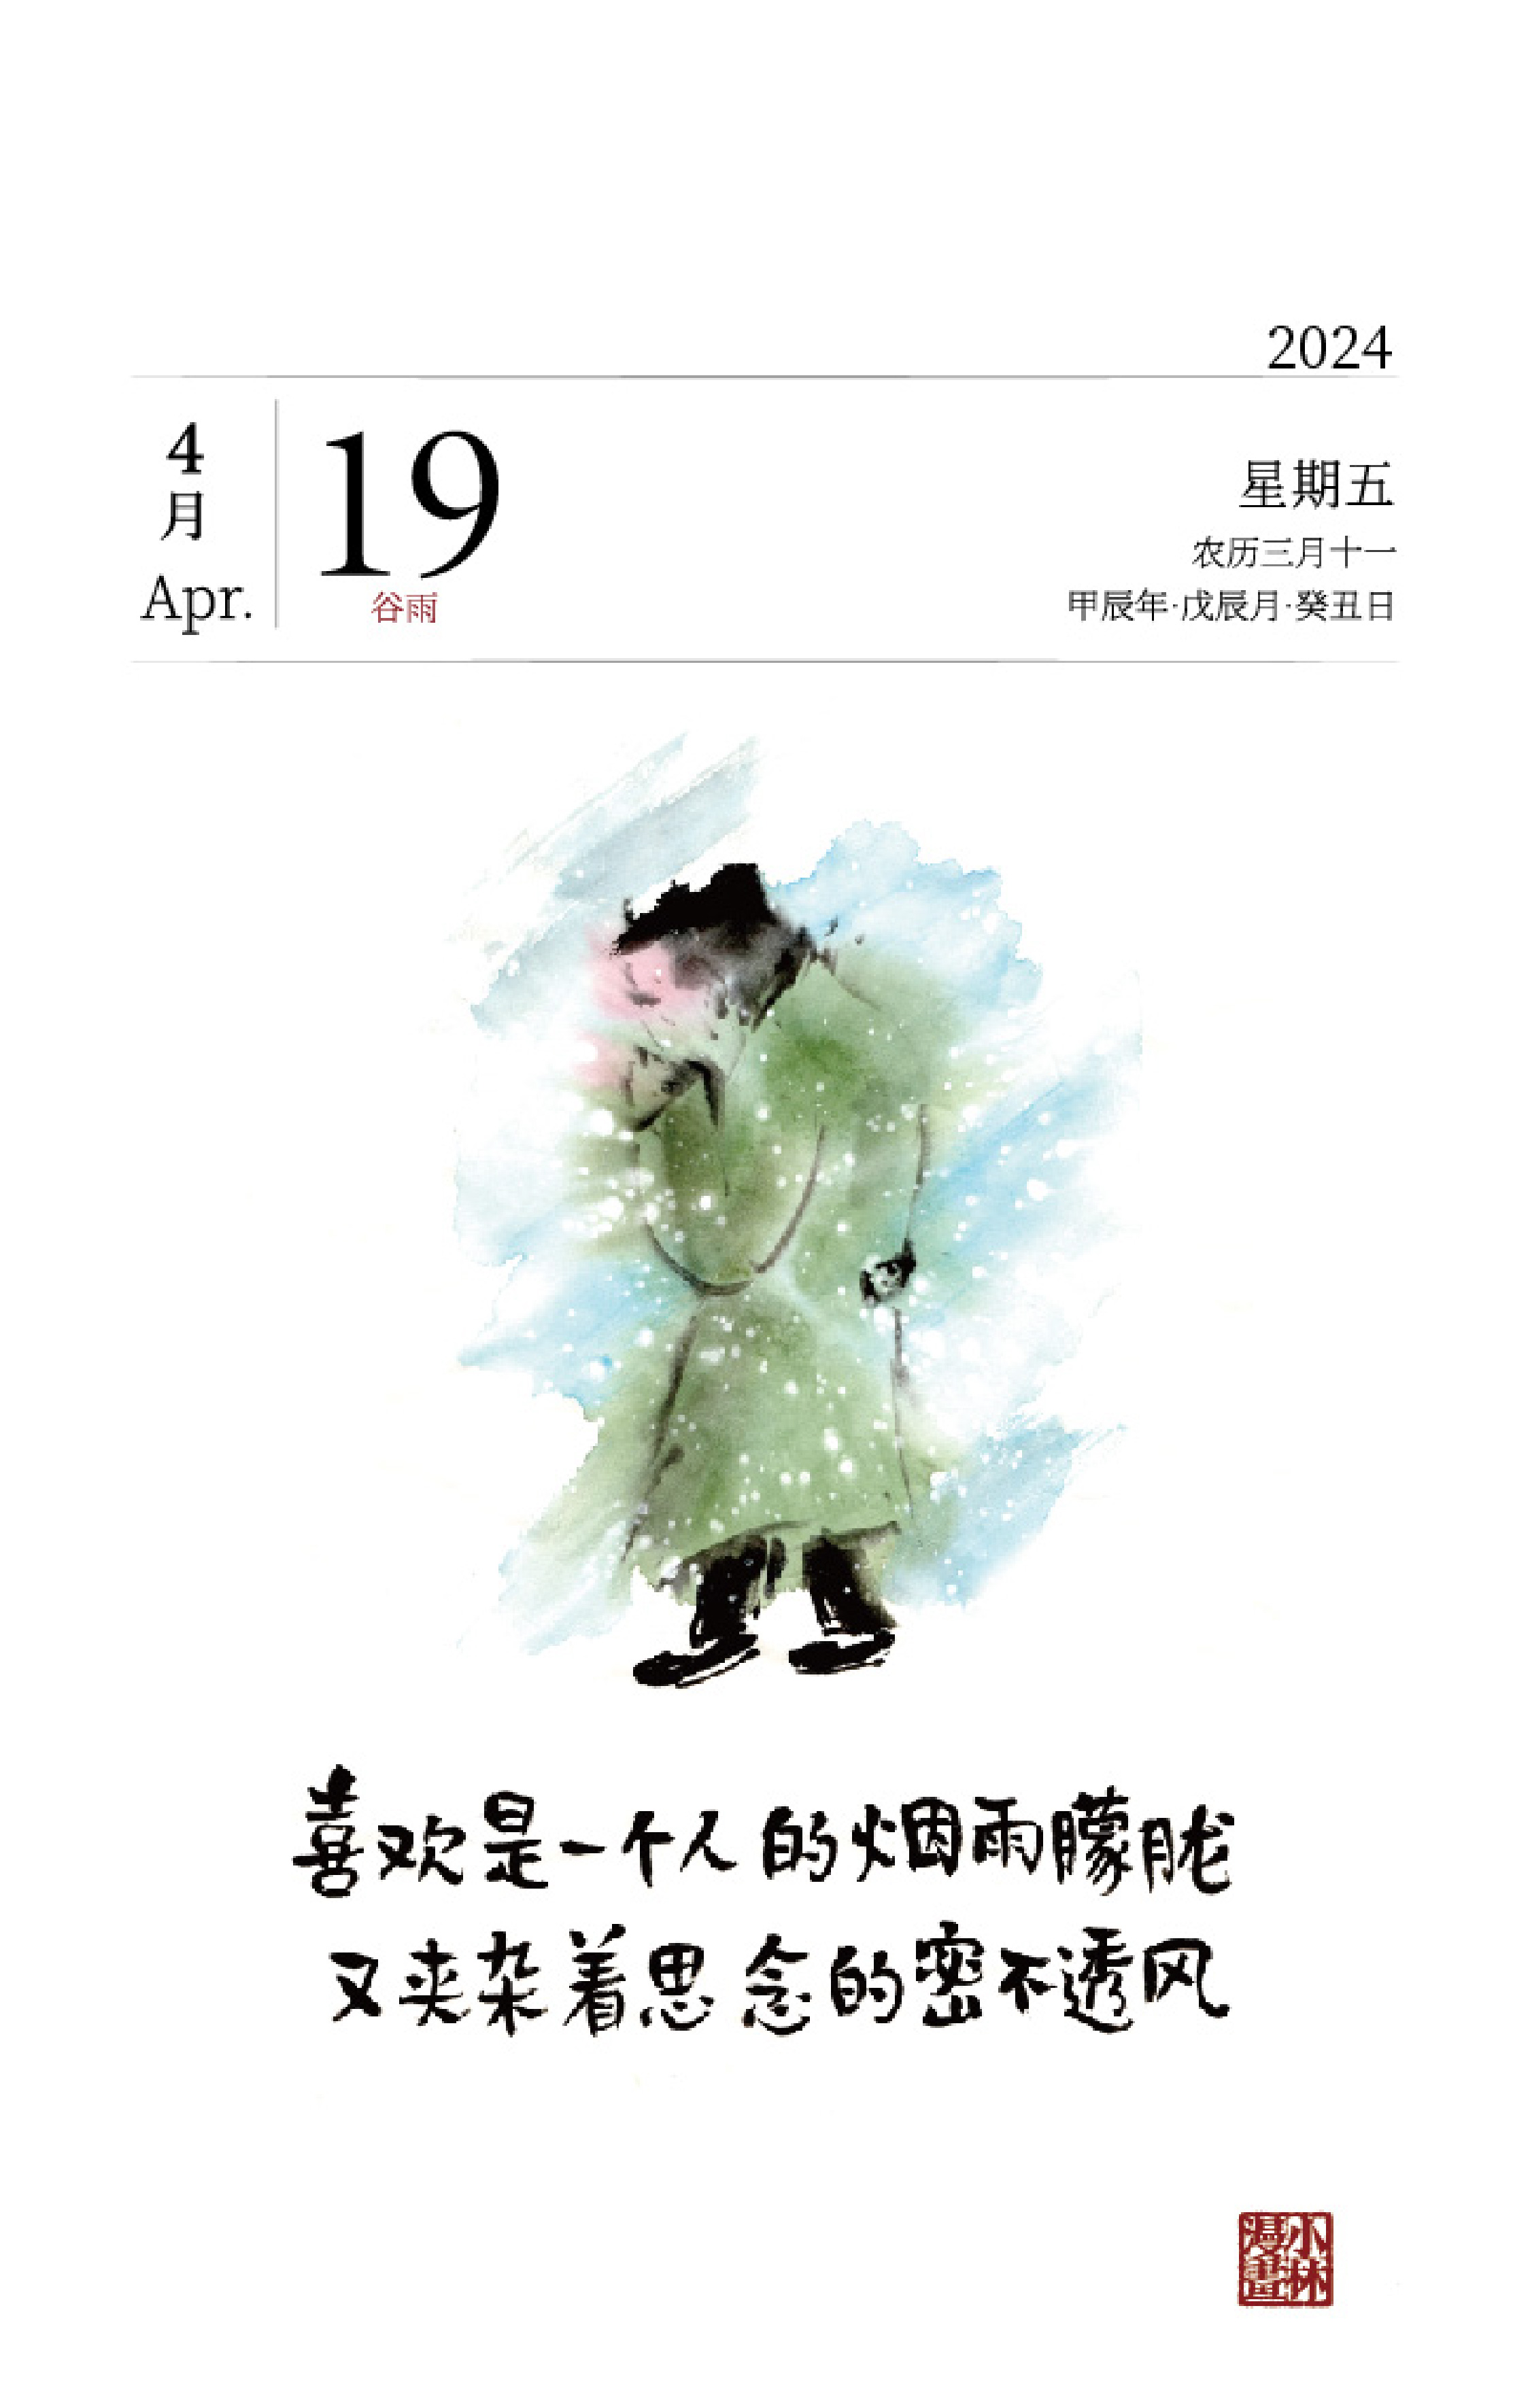 2024
4
月
Apr.
19
谷雨
星期五
农历三月十一
甲辰年·戊辰月·癸丑日
喜欢是一个人的烟雨朦胧
又夹杂着思念的密不透风
小林
漫畫